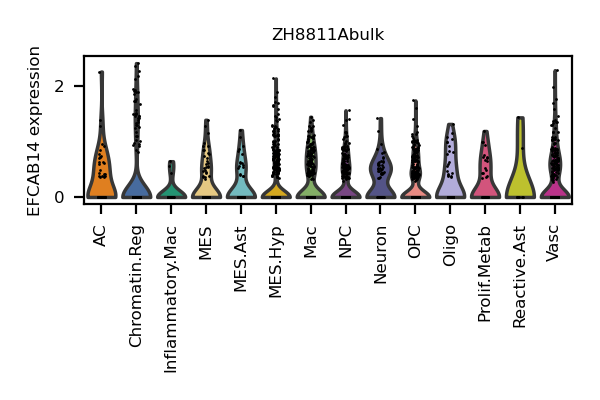 ZH8811Abulk
EFCAB14 expression
2
0
AC
Chromatin.Reg
Inflammatory.Mac
MES
MES.Ast
MES.Hyp
Mac
NPC
Neuron
OPC
Oligo
Prolif.Metab
Reactive.Ast
Vasc